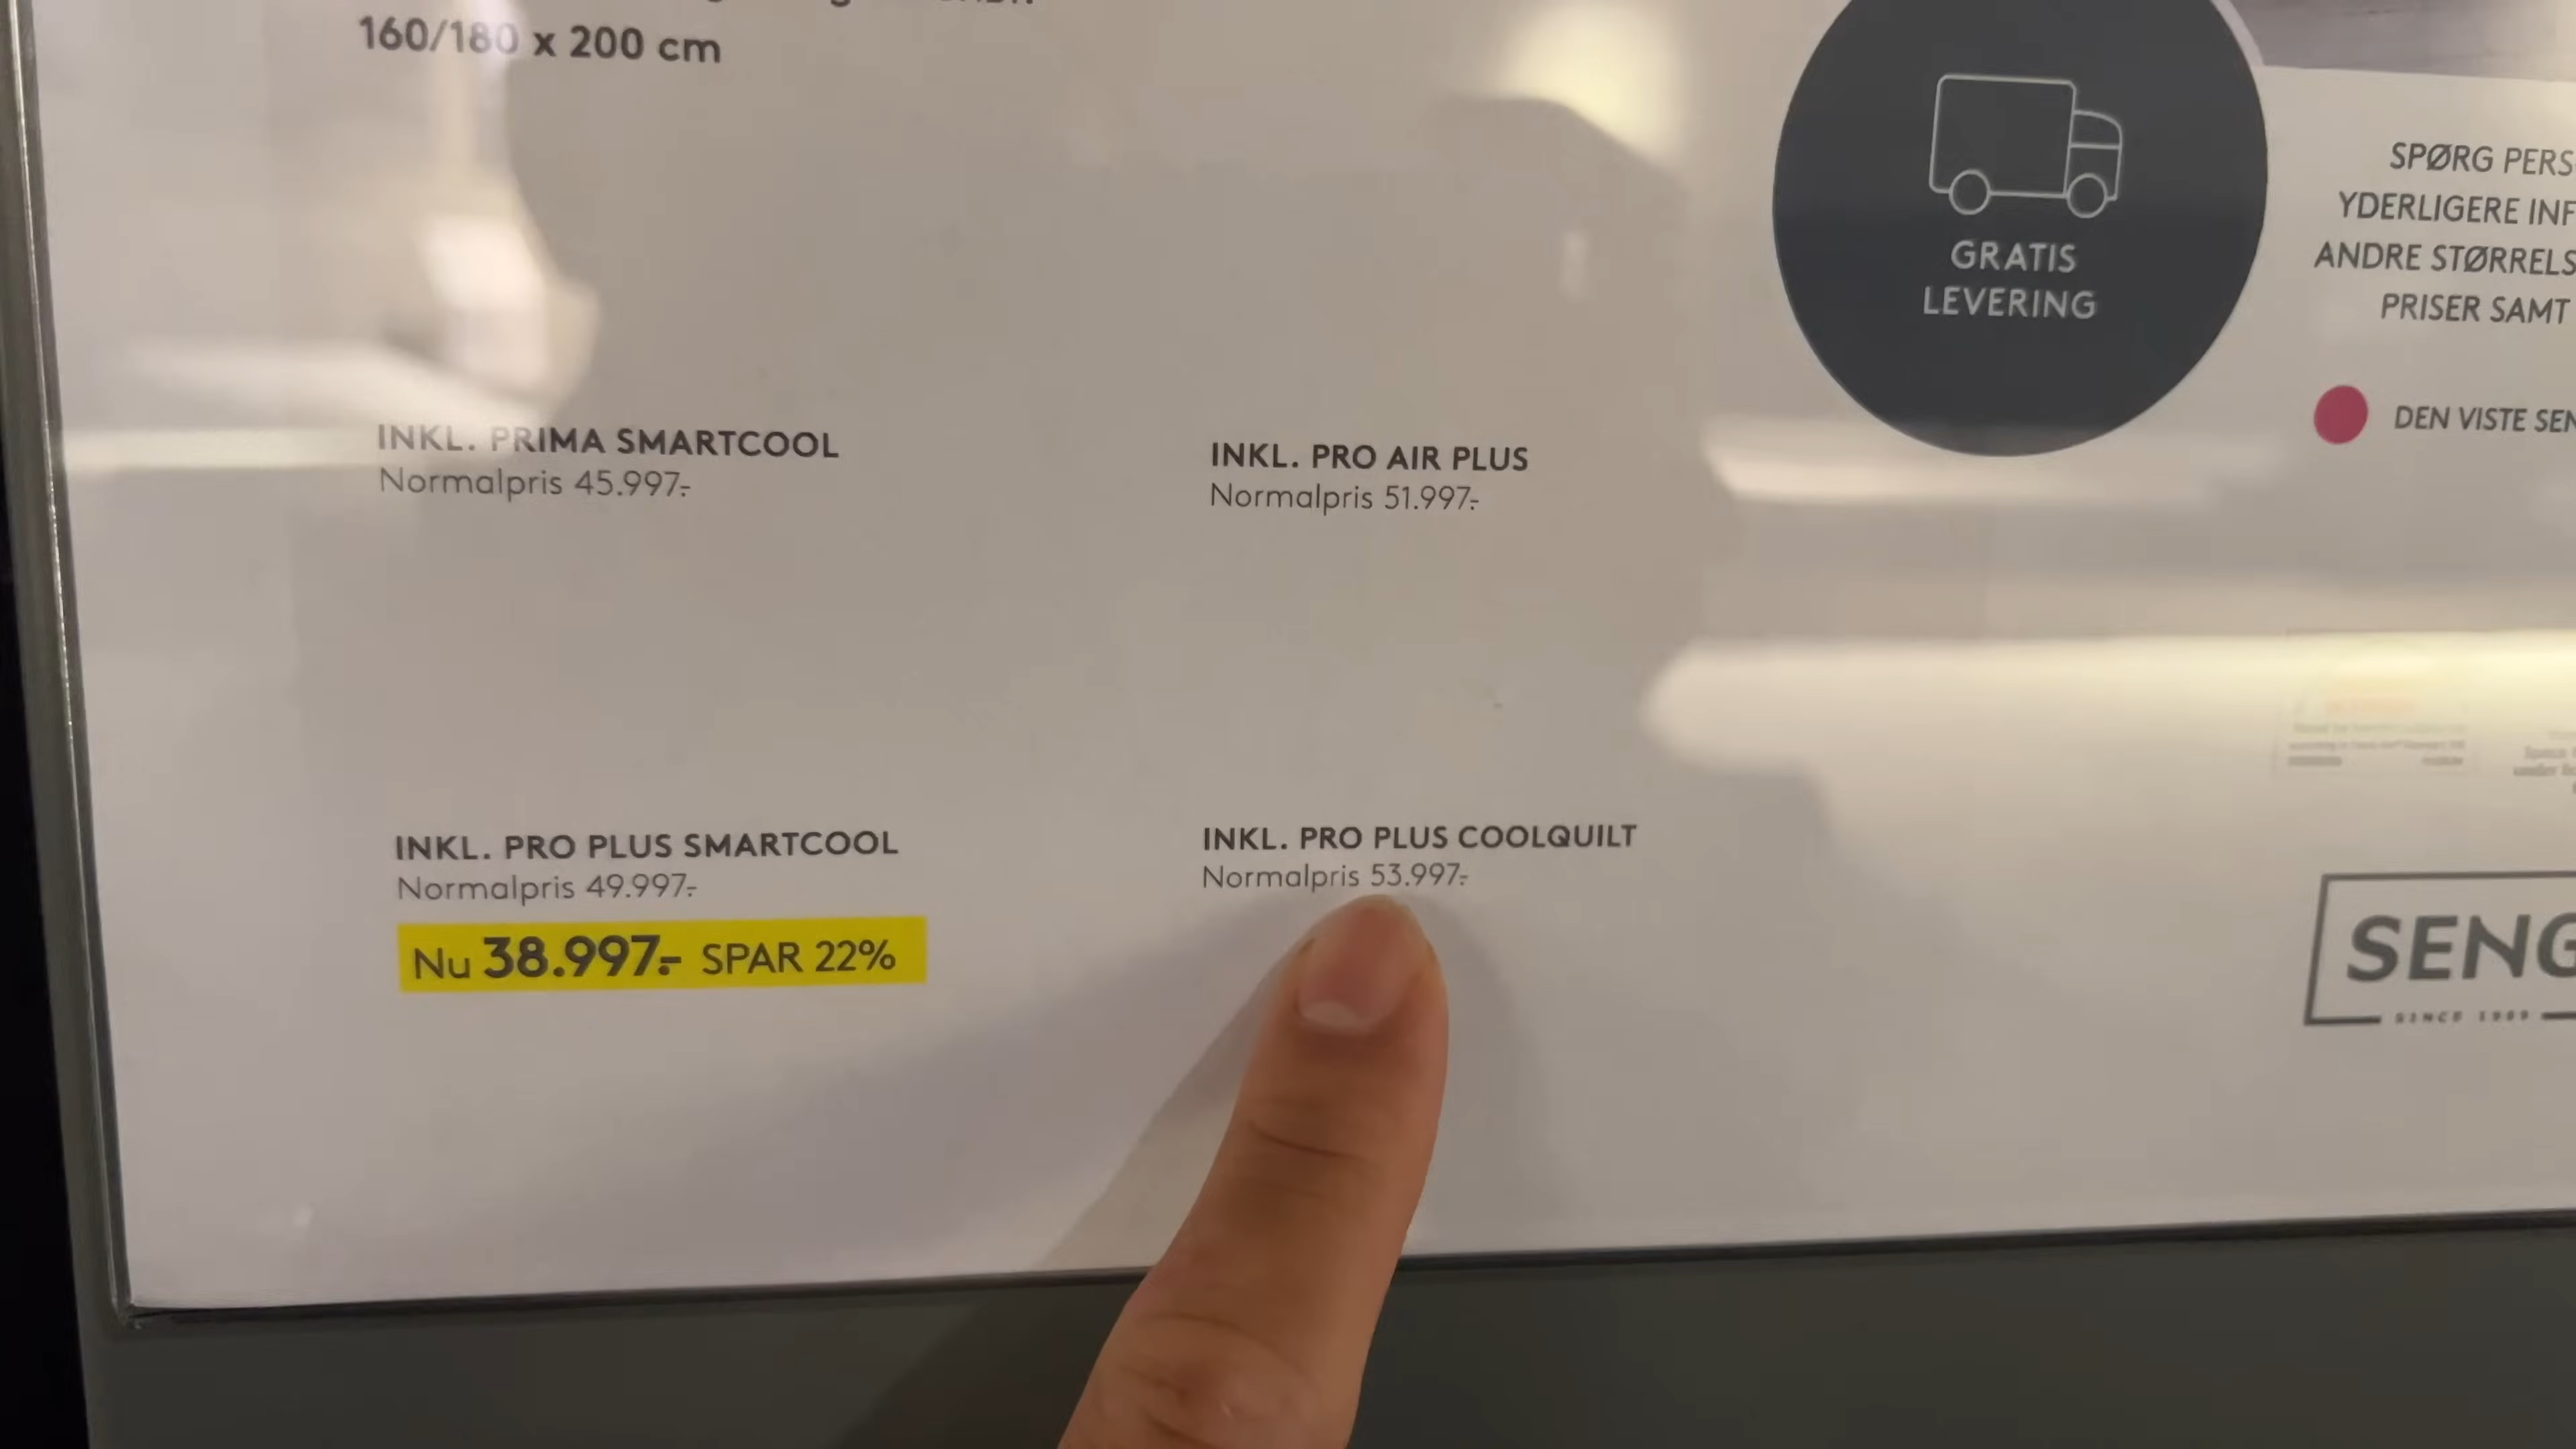 160/180 x 200 cm
GRATIS
LEVERING
SPØRG PERS
YDERLIGERE INF
ANDRE STØRRELS
PRISER SAMT
DEN VISTE SEN
INKL. PRIMA SMARTCOOL
Normalpris 45.997:-
INKL. PRO AIR PLUS
Normalpris 51.997:-
INKL. PRO PLUS SMARTCOOL
Normalpris 49.997:-
Nu 38.997:- SPAR 22%
INKL. PRO PLUS COOLQUILT
Normalpris 53.997:-
SENG